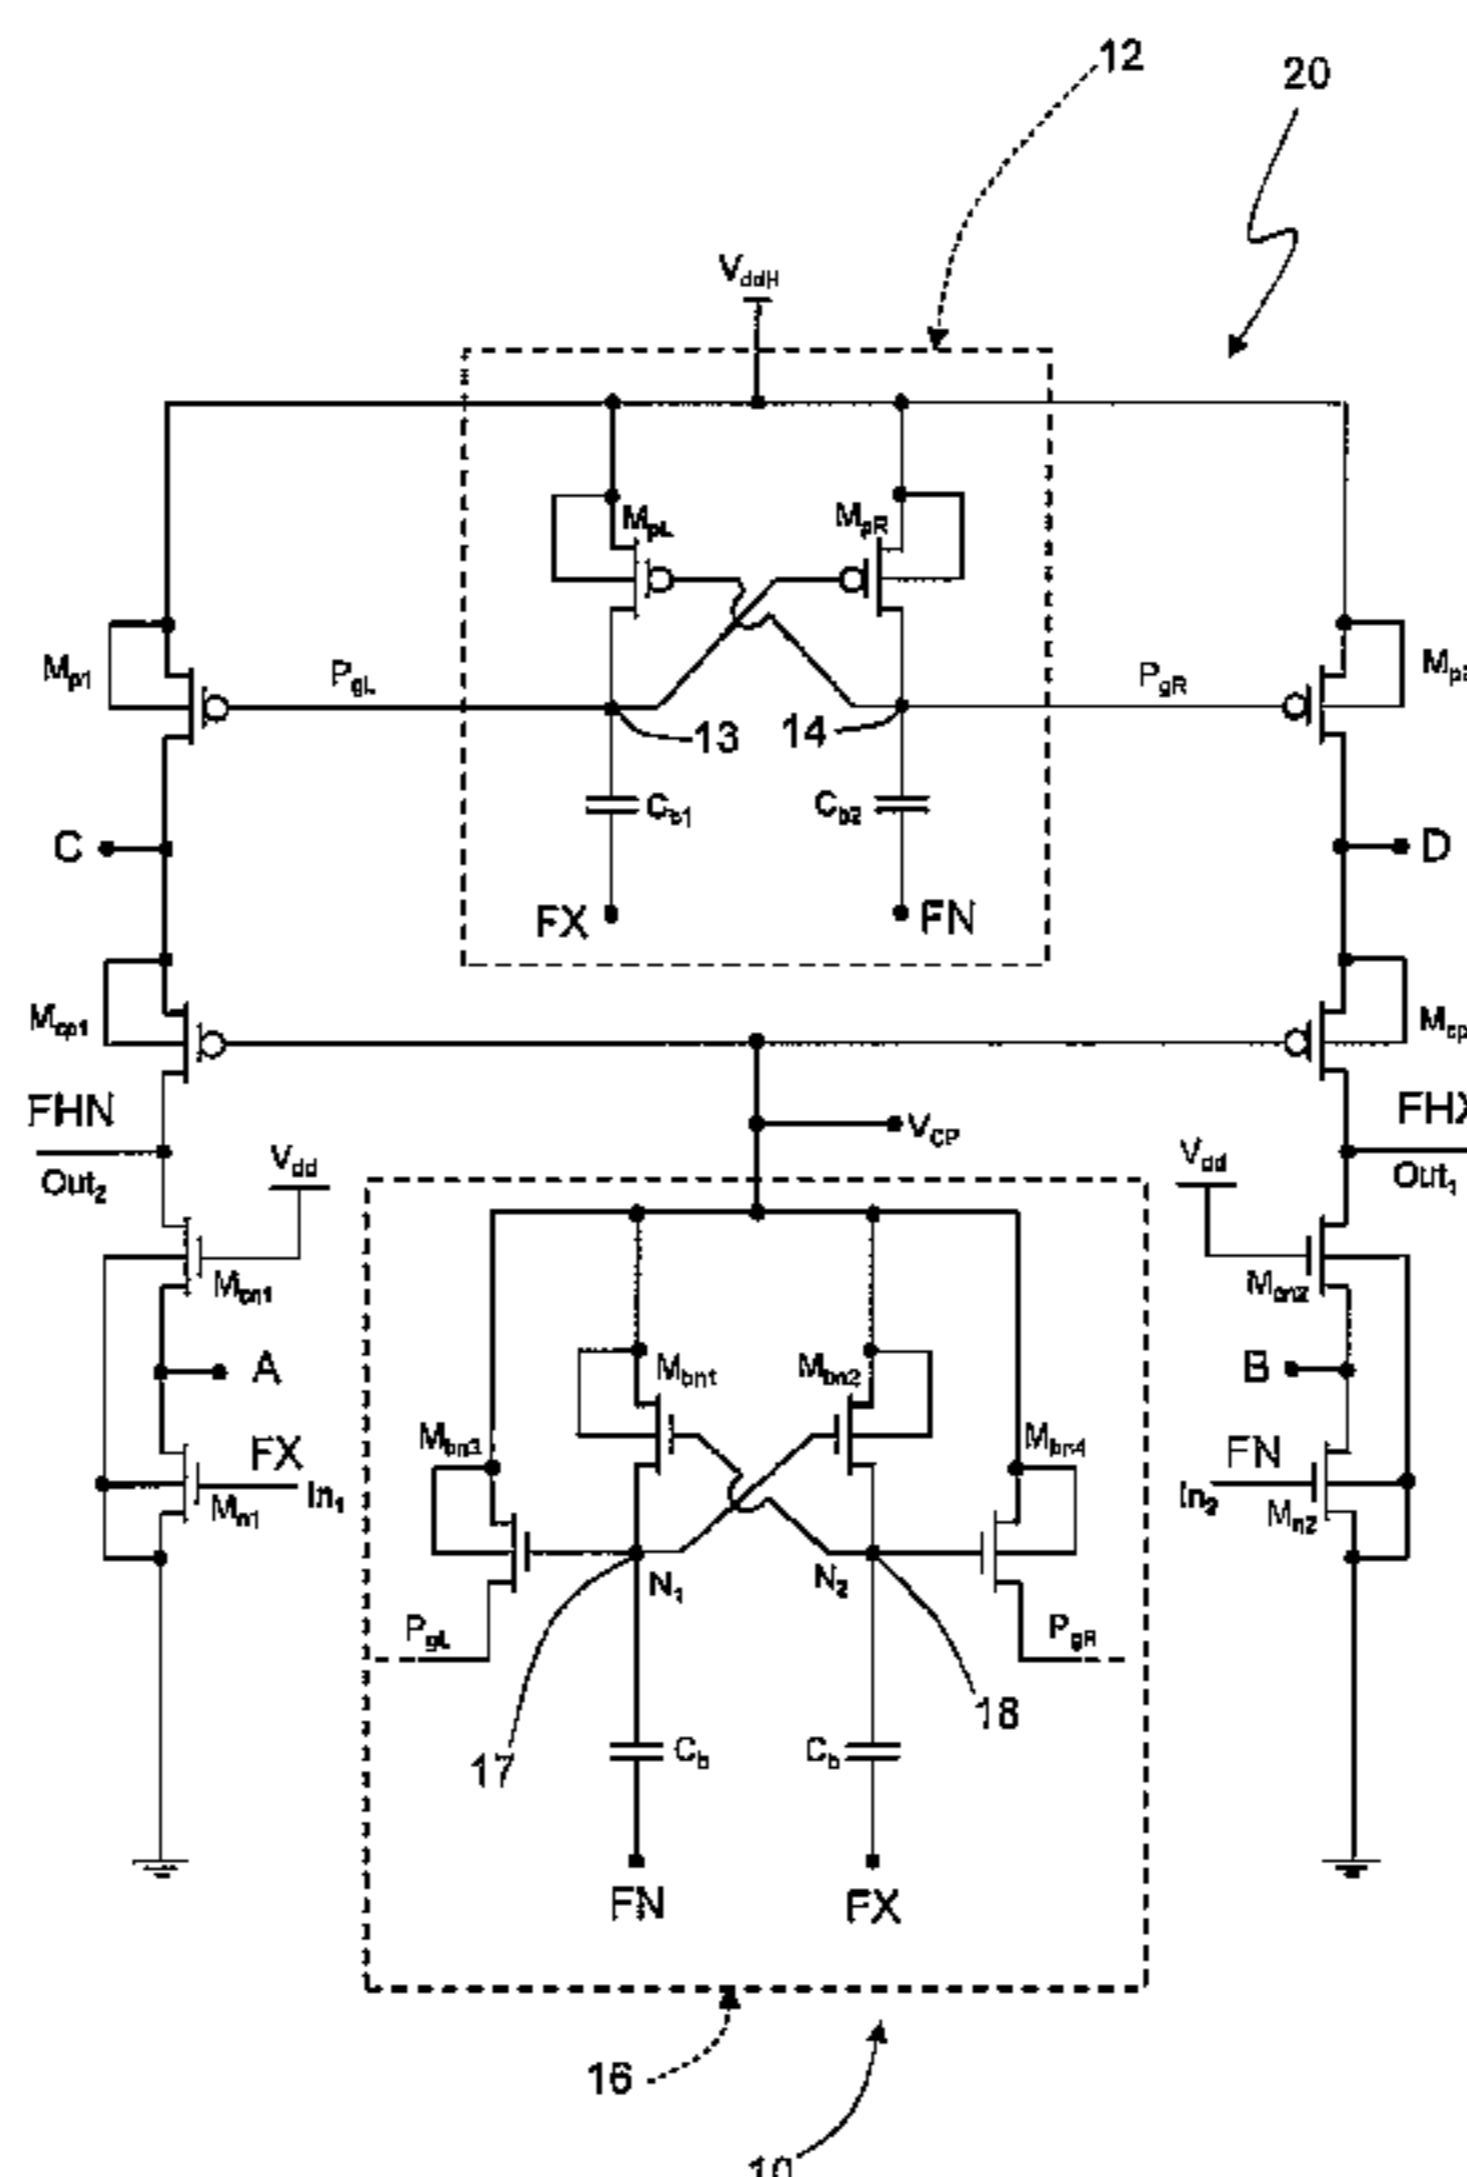 12
20
VddH
MpL
MpR
Mp1
PgL
PgR
13
14
Cb1
Cb2
C
D
FX
FN
Mcp1
FHN
Out2
Vdd
VCP
Vdd
Out1
Mcn2
A
B
Mbn1
Mbn2
Mbn3
Mbn4
FX
In1
Mn1
FN
In2
Mn2
N1
N2
PgL
PgR
17
18
Cb
Cb
FN
FX
16
10